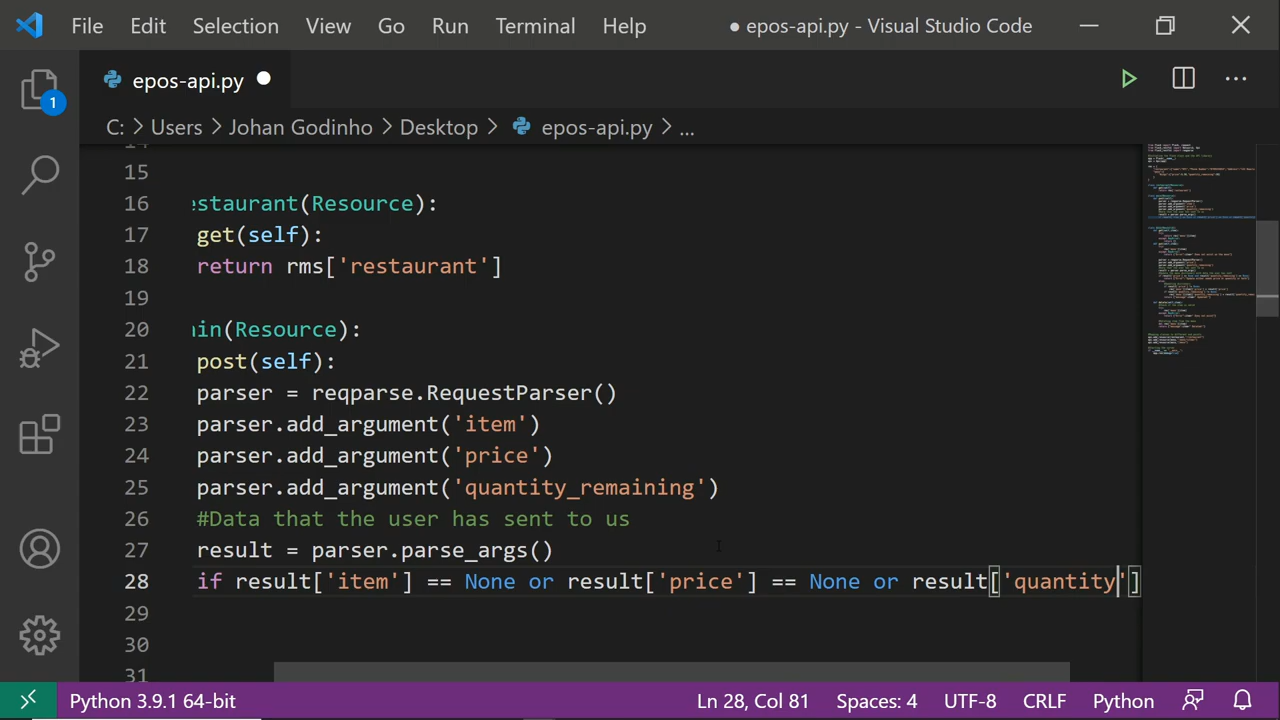 File Edit Selection View Go Run Terminal Help ● epos-api.py - Visual Studio Code
1
epos-api.py ●
C: > Users > Johan Godinho > Desktop > epos-api.py > ...
14
15
16 estaurant(Resource):
17 get(self):
18 return rms['restaurant']
19
20 in(Resource):
21 post(self):
22 parser = reqparse.RequestParser()
23 parser.add_argument('item')
24 parser.add_argument('price')
25 parser.add_argument('quantity_remaining')
26 #Data that the user has sent to us
27 result = parser.parse_args()
28 if result['item'] == None or result['price'] == None or result['quantity']
29
30
31
Python 3.9.1 64-bit Ln 28, Col 81 Spaces: 4 UTF-8 CRLF Python